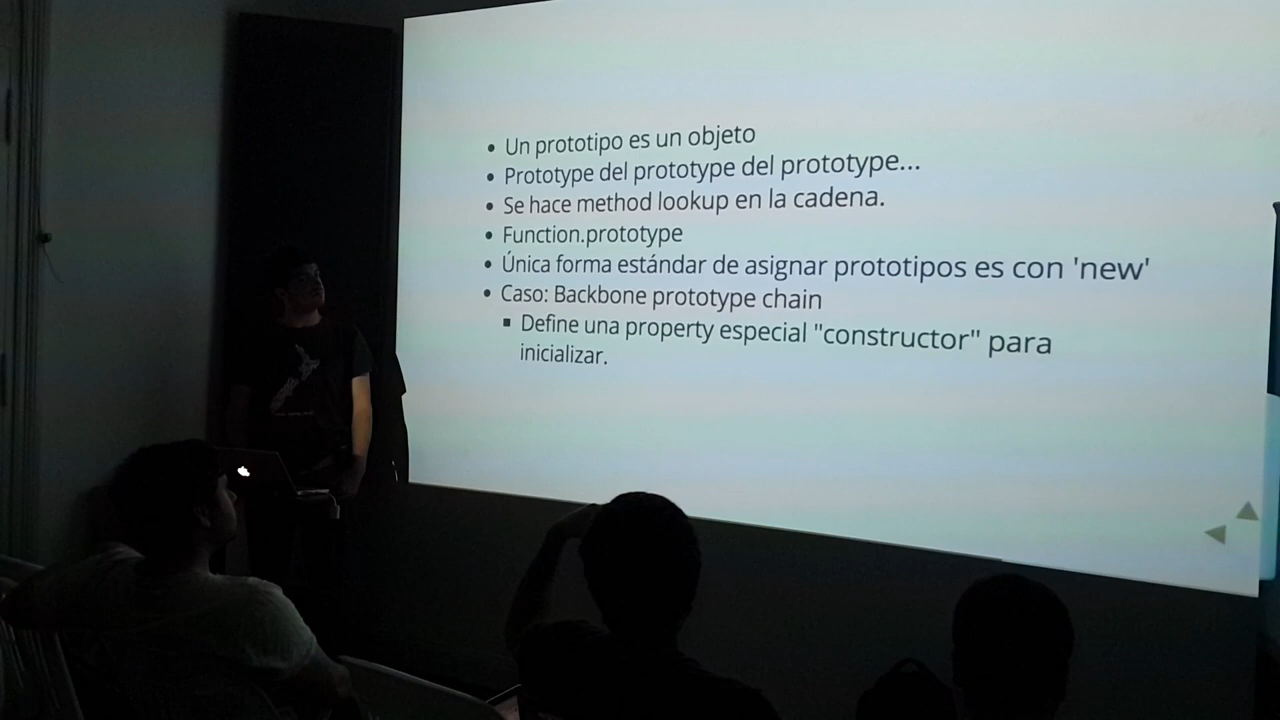 Un prototipo es un objeto
Prototype del prototype del prototype...
Se hace method lookup en la cadena.
Function.prototype
Única forma estándar de asignar prototipos es con 'new'
Caso: Backbone prototype chain
Define una property especial "constructor" para
inicializar.